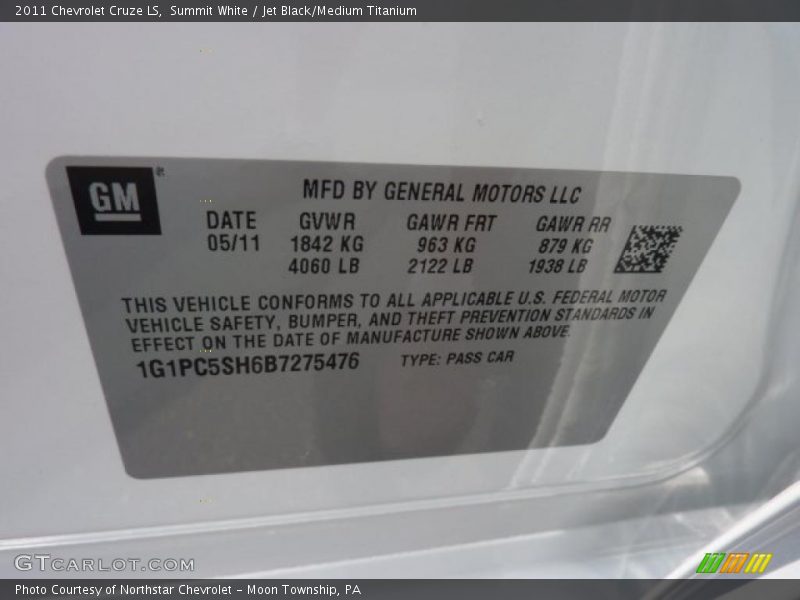 2011 Chevrolet Cruze LS,  Summit White / Jet Black/Medium Titanium
GM®
MFD BY GENERAL MOTORS LLC
DATE GVWR GAWR FRT GAWR RR
05/11 1842 KG 963 KG 879 KG
4060 LB 2122 LB 1938 LB
THIS VEHICLE CONFORMS TO ALL APPLICABLE U.S. FEDERAL MOTOR
VEHICLE SAFETY, BUMPER, AND THEFT PREVENTION STANDARDS IN
EFFECT ON THE DATE OF MANUFACTURE SHOWN ABOVE.
1G1PC5SH6B7275476 TYPE: PASS CAR
GTCARLOT.COM
Photo Courtesy of Northstar Chevrolet – Moon Township, PA